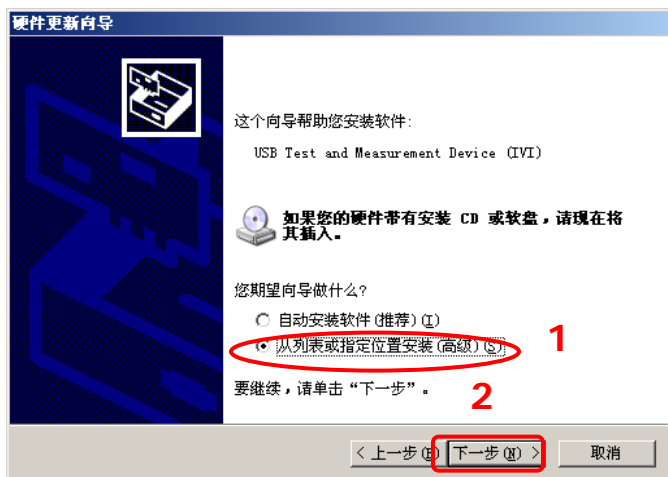 硬件更新向导
这个向导帮助您安装软件:
USB Test and Measurement Device (IVI)
如果您的硬件带有安装 CD 或软盘，请现在将
其插入。
您期望向导做什么?
自动安装软件(推荐)(I)
从列表或指定位置安装(高级)(S)
1
要继续，请单击“下一步”。
2
< 上一步(B) 下一步(N) > 取消